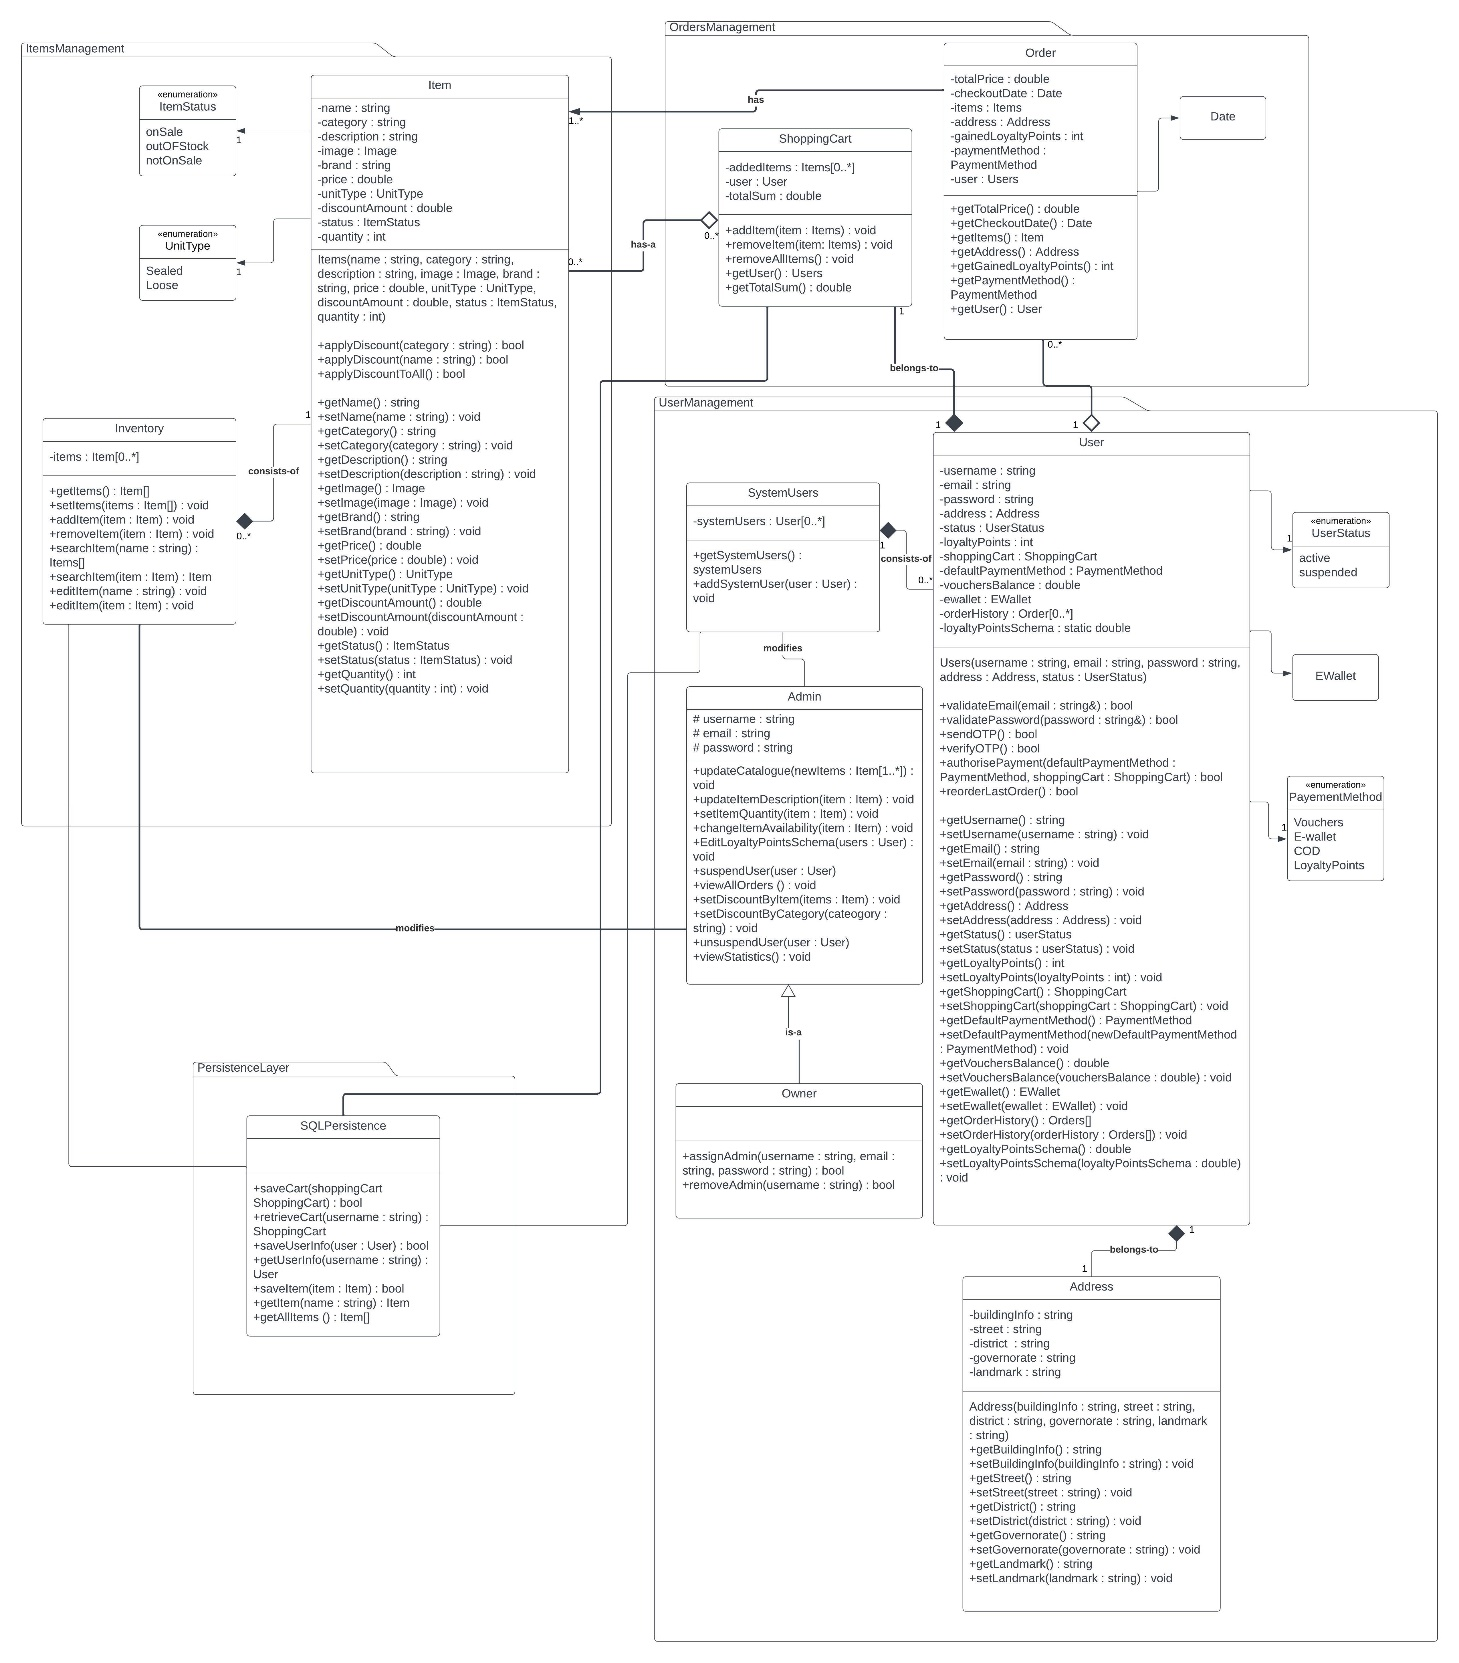 ItemsManagement
«enumeration»
ItemStatus
onSale
outOFStock
notOnSale
1
«enumeration»
UnitType
Sealed
Loose
1
Item
-name : string
-category : string
-description : string
-image : Image
-brand : string
-price : double
-unitType : UnitType
-discountAmount : double
-status : ItemStatus
-quantity : int
Items(name : string, category : string,
description : string, image : Image, brand :
string, price : double, unitType : UnitType,
discountAmount : double, status : ItemStatus,
quantity : int)
+applyDiscount(category : string) : bool
+applyDiscount(name : string) : bool
+applyDiscountToAll() : bool
+getName() : string
+setName(name : string) : void
+getCategory() : string
+setCategory(category : string) : void
+getDescription() : string
+setDescription(description : string) : void
+getImage() : Image
+setImage(image : Image) : void
+getBrand() : string
+setBrand(brand : string) : void
+getPrice() : double
+setPrice(price : double) : void
+getUnitType() : UnitType
+setUnitType(unitType : UnitType) : void
+getDiscountAmount() : double
+setDiscountAmount(discountAmount :
double) : void
+getStatus() : ItemStatus
+setStatus(status : ItemStatus) : void
+getQuantity() : int
+setQuantity(quantity : int) : void
1
consists-of
0..*
Inventory
-items : Item[0..*]
+getItems() : Item[]
+setItems(items : Item[]) : void
+addItem(item : Item) : void
+removeItem(item : Item) : void
+searchItem(name : string) :
Items[]
+searchItem(item : Item) : Item
+editItem(name : string) : void
+editItem(item : Item) : void
OrdersManagement
has
1..*
has-a
0..*
0..*
ShoppingCart
-addedItems : Items[0..*]
-user : User
-totalSum : double
+addItem(item : Items) : void
+removeItem(item: Items) : void
+removeAllItems() : void
+getUser() : Users
+getTotalSum() : double
Order
-totalPrice : double
-checkoutDate : Date
-items : Items
-address : Address
-gainedLoyaltyPoints : int
-paymentMethod :
PaymentMethod
-user : Users
+getTotalPrice() : double
+getCheckoutDate() : Date
+getItems() : Item
+getAddress() : Address
+getGainedLoyaltyPoints() : int
+getPaymentMethod() :
PaymentMethod
+getUser() : User
Date
1
0..*
belongs-to
1
1
UserManagement
SystemUsers
-systemUsers : User[0..*]
+getSystemUsers() :
systemUsers
+addSystemUser(user : User) :
void
1
consists-of
0..*
modifies
Admin
# username : string
# email : string
# password : string
+updateCatalogue(newItems : Item[1..*]) :
void
+updateItemDescription(item : Item) : void
+setItemQuantity(item : Item) : void
+changeItemAvailability(item : Item) : void
+EditLoyaltyPointsSchema(users : User) :
void
+suspendUser(user : User)
+viewAllOrders () : void
+setDiscountByItem(items : Item) : void
+setDiscountByCategory(cateogory :
string) : void
+unsuspendUser(user : User)
+viewStatistics() : void
modifies
is-a
Owner
+assignAdmin(username : string, email :
string, password : string) : bool
+removeAdmin(username : string) : bool
User
-username : string
-email : string
-password : string
-address : Address
-status : UserStatus
-loyaltyPoints : int
-shoppingCart : ShoppingCart
-defaultPaymentMethod : PaymentMethod
-vouchersBalance : double
-ewallet : EWallet
-orderHistory : Order[0..*]
-loyaltyPointsSchema : static double
Users(username : string, email : string, password : string,
address : Address, status : UserStatus)
+validateEmail(email : string&) : bool
+validatePassword(password : string&) : bool
+sendOTP() : bool
+verifyOTP() : bool
+authorisePayment(defaultPaymentMethod :
PaymentMethod, shoppingCart : ShoppingCart) : bool
+reorderLastOrder() : bool
+getUsername() : string
+setUsername(username : string) : void
+getEmail() : string
+setEmail(email : string) : void
+getPassword() : string
+setPassword(password : string) : void
+getAddress() : Address
+setAddress(address : Address) : void
+getStatus() : userStatus
+setStatus(status : userStatus) : void
+getLoyaltyPoints() : int
+setLoyaltyPoints(loyaltyPoints : int) : void
+getShoppingCart() : ShoppingCart
+setShoppingCart(shoppingCart : ShoppingCart) : void
+getDefaultPaymentMethod() : PaymentMethod
+setDefaultPaymentMethod(newDefaultPaymentMethod
: PaymentMethod) : void
+getVouchersBalance() : double
+setVouchersBalance(vouchersBalance : double) : void
+getEwallet() : EWallet
+setEwallet(ewallet : EWallet) : void
+getOrderHistory() : Orders[]
+setOrderHistory(orderHistory : Orders[]) : void
+getLoyaltyPointsSchema() : double
+setLoyaltyPointsSchema(loyaltyPointsSchema : double)
: void
«enumeration»
UserStatus
active
suspended
1
EWallet
«enumeration»
PayementMethod
Vouchers
E-wallet
COD
LoyaltyPoints
1
1
belongs-to
1
Address
-buildingInfo : string
-street : string
-district : string
-governorate : string
-landmark : string
Address(buildingInfo : string, street : string,
district : string, governorate : string, landmark
: string)
+getBuildingInfo() : string
+setBuildingInfo(buildingInfo : string) : void
+getStreet() : string
+setStreet(street : string) : void
+getDistrict() : string
+setDistrict(district : string) : void
+getGovernorate() : string
+setGovernorate(governorate : string) : void
+getLandmark() : string
+setLandmark(landmark : string) : void
PersistenceLayer
SQLPersistence
+saveCart(shoppingCart
ShoppingCart) : bool
+retrieveCart(username : string) :
ShoppingCart
+saveUserInfo(user : User) : bool
+getUserInfo(username : string) :
User
+saveItem(item : Item) : bool
+getItem(name : string) : Item
+getAllItems () : Item[]